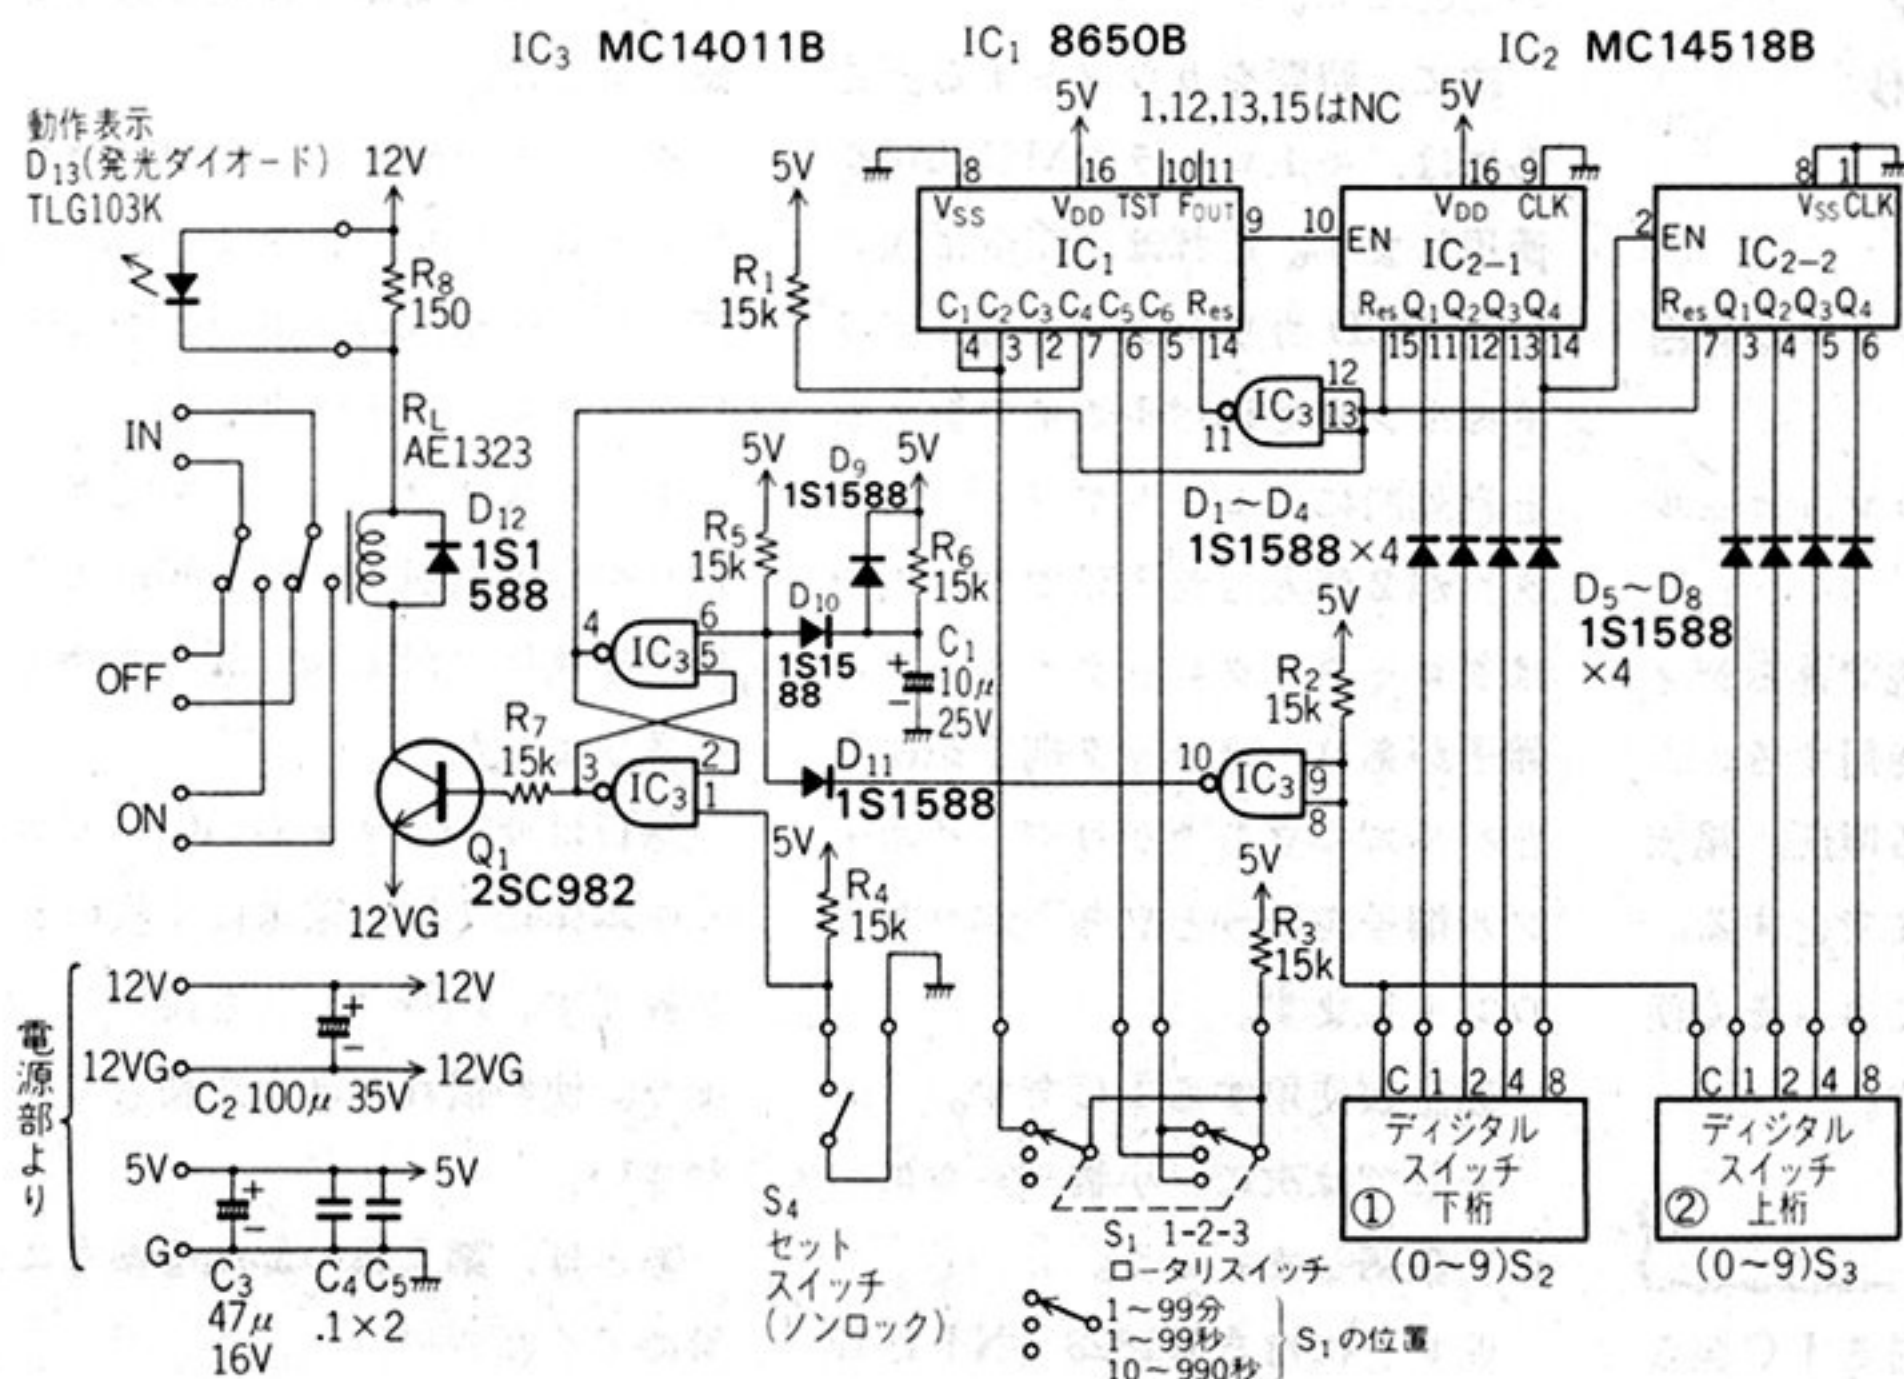 IC₃ MC14011B
IC₁ 8650B
IC₂ MC14518B
動作表示
D₁₃(発光ダイオード)
TLG103K
12V
R₈
150
IN
OFF
ON
R_L
AE1323
D₁₂
1S1
588
Q₁
2SC982
12VG
R₇
15k
5V
R₁
15k
5V
1,12,13,15はNC
8 16 10 11
V_SS V_DD TST F_OUT
IC₁
C₁ C₂ C₃ C₄ C₅ C₆ Res
4 3 2 7 6 5 14
9
5V
16 9
10
V_DD CLK
EN
IC₂₋₁
Res Q₁ Q₂ Q₃ Q₄
15 11 12 13 14
8 1
2
V_SS CLK
EN
IC₂₋₂
Res Q₁ Q₂ Q₃ Q₄
7 3 4 5 6
12
IC₃ 13
11
5V
R₅
15k
D₉
1S1588
5V
R₆
15k
D₁₀
1S15
88
C₁
10μ
25V
+
−
4 IC₃ 6
5
3 IC₃ 2
1
D₁₁
1S1588
10 IC₃ 9
8
D₁~D₄
1S1588×4
D₅~D₈
1S1588
×4
5V
R₂
15k
5V
R₃
15k
5V
R₄
15k
電源部より
12V 12V
+
−
12VG 12VG
C₂ 100μ 35V
5V 5V
+
−
G
C₃ C₄ C₅
47μ .1×2
16V
S₄
セット
スイッチ
(ノンロック)
S₁ 1-2-3
ロータリスイッチ
1~99分
1~99秒
10~990秒
S₁の位置
C 1 2 4 8
ディジタル
スイッチ
① 下桁
(0~9)S₂
C 1 2 4 8
ディジタル
スイッチ
② 上桁
(0~9)S₃